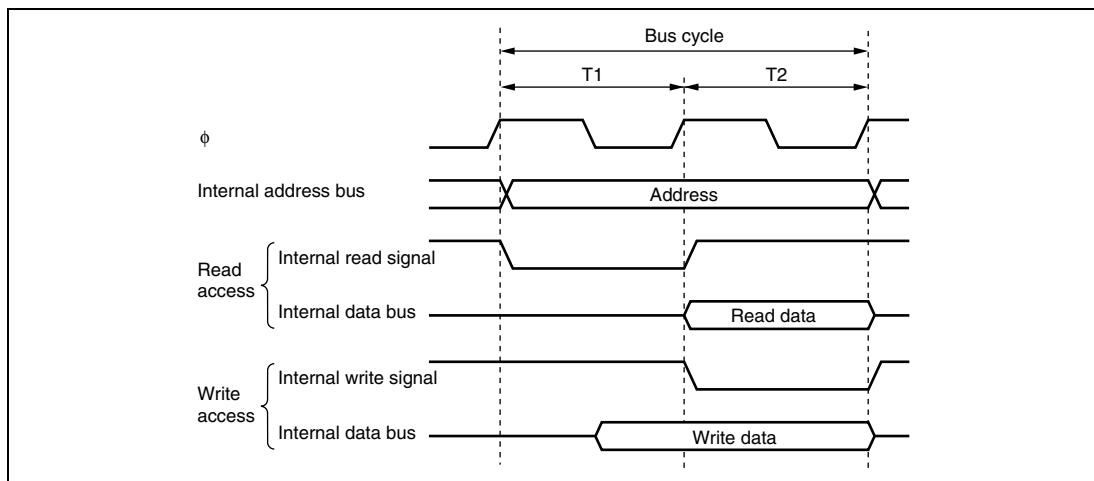 Bus cycle
T1
T2
ϕ
Internal address bus
Address
Read
access
Internal read signal
Internal data bus
Read data
Write
access
Internal write signal
Internal data bus
Write data